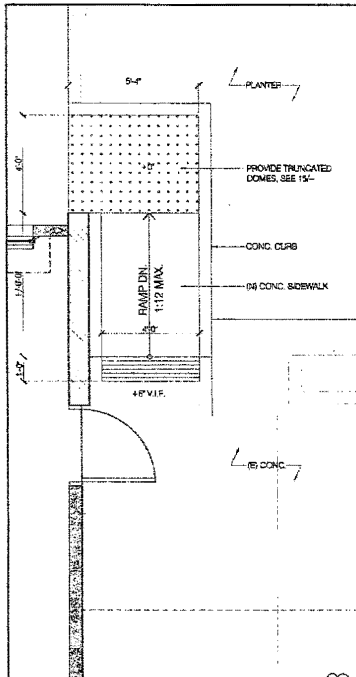 5'-4"
PLANTER
4'-0"
+0"
PROVIDE TRUNCATED
DOMES, SEE 15/-
CONC. CURB
RAMP DN.
1:12 MAX.
(N) CONC. SIDEWALK
4'-0"
1'-0"
+6" V.I.F.
(E) CONC.